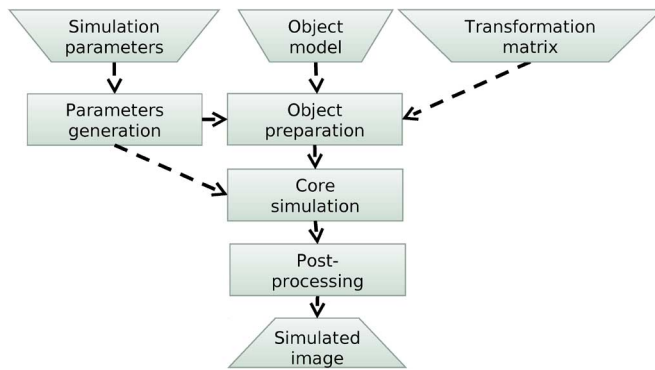 Simulation
parameters
Object
model
Transformation
matrix
Parameters
generation
Object
preparation
Core
simulation
Post-
processing
Simulated
image